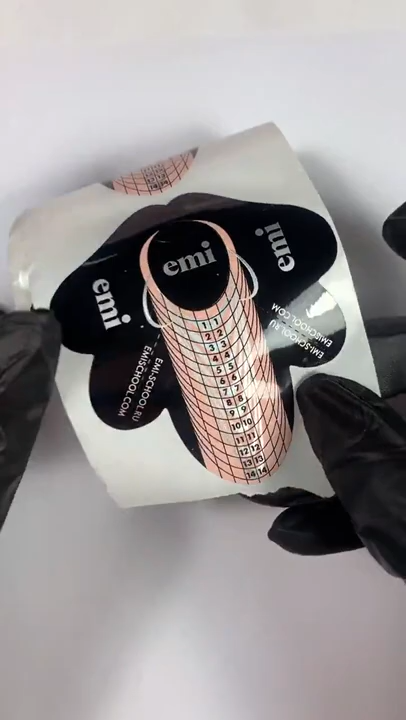 emi
emi
emi
EMI-SCHOOL.RU
EMISCHOOL.COM
EMI-SCHOOL.RU
EMISCHOOL.COM
1 1
2 2
3 3
4 4
5 5
6 6
7 7
8 8
9 9
10 10
11 11
12 12
13 13
14 14